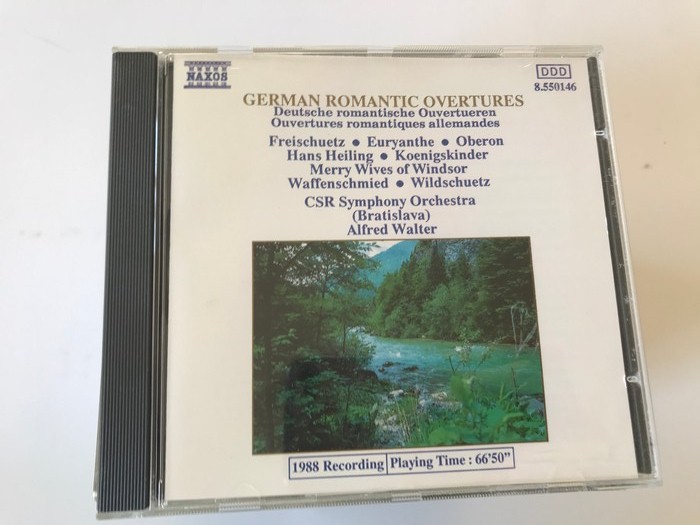 NAXOS
DDD
8.550146
GERMAN ROMANTIC OVERTURES
Deutsche romantische Ouvertueren
Ouvertures romantiques allemandes
Freischuetz • Euryanthe • Oberon
Hans Heiling • Koenigskinder
Merry Wives of Windsor
Waffenschmied • Wildschuetz
CSR Symphony Orchestra
(Bratislava)
Alfred Walter
1988 Recording Playing Time : 66'50"